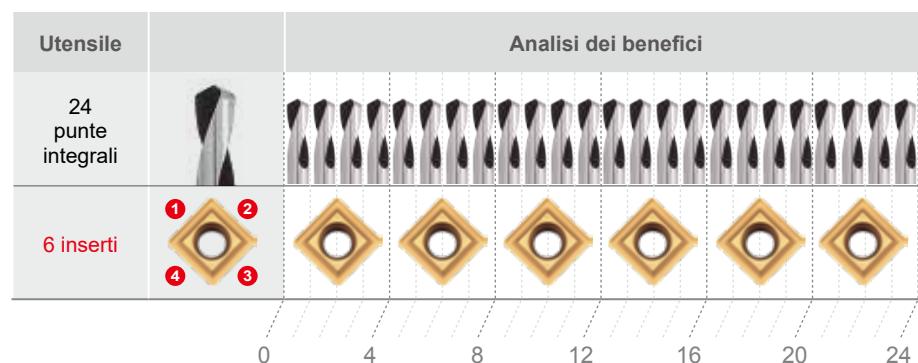 Utensile
Analisi dei benefici
24
punte
integrali
6 inserti
1 2
4 3
0 4 8 12 16 20 24